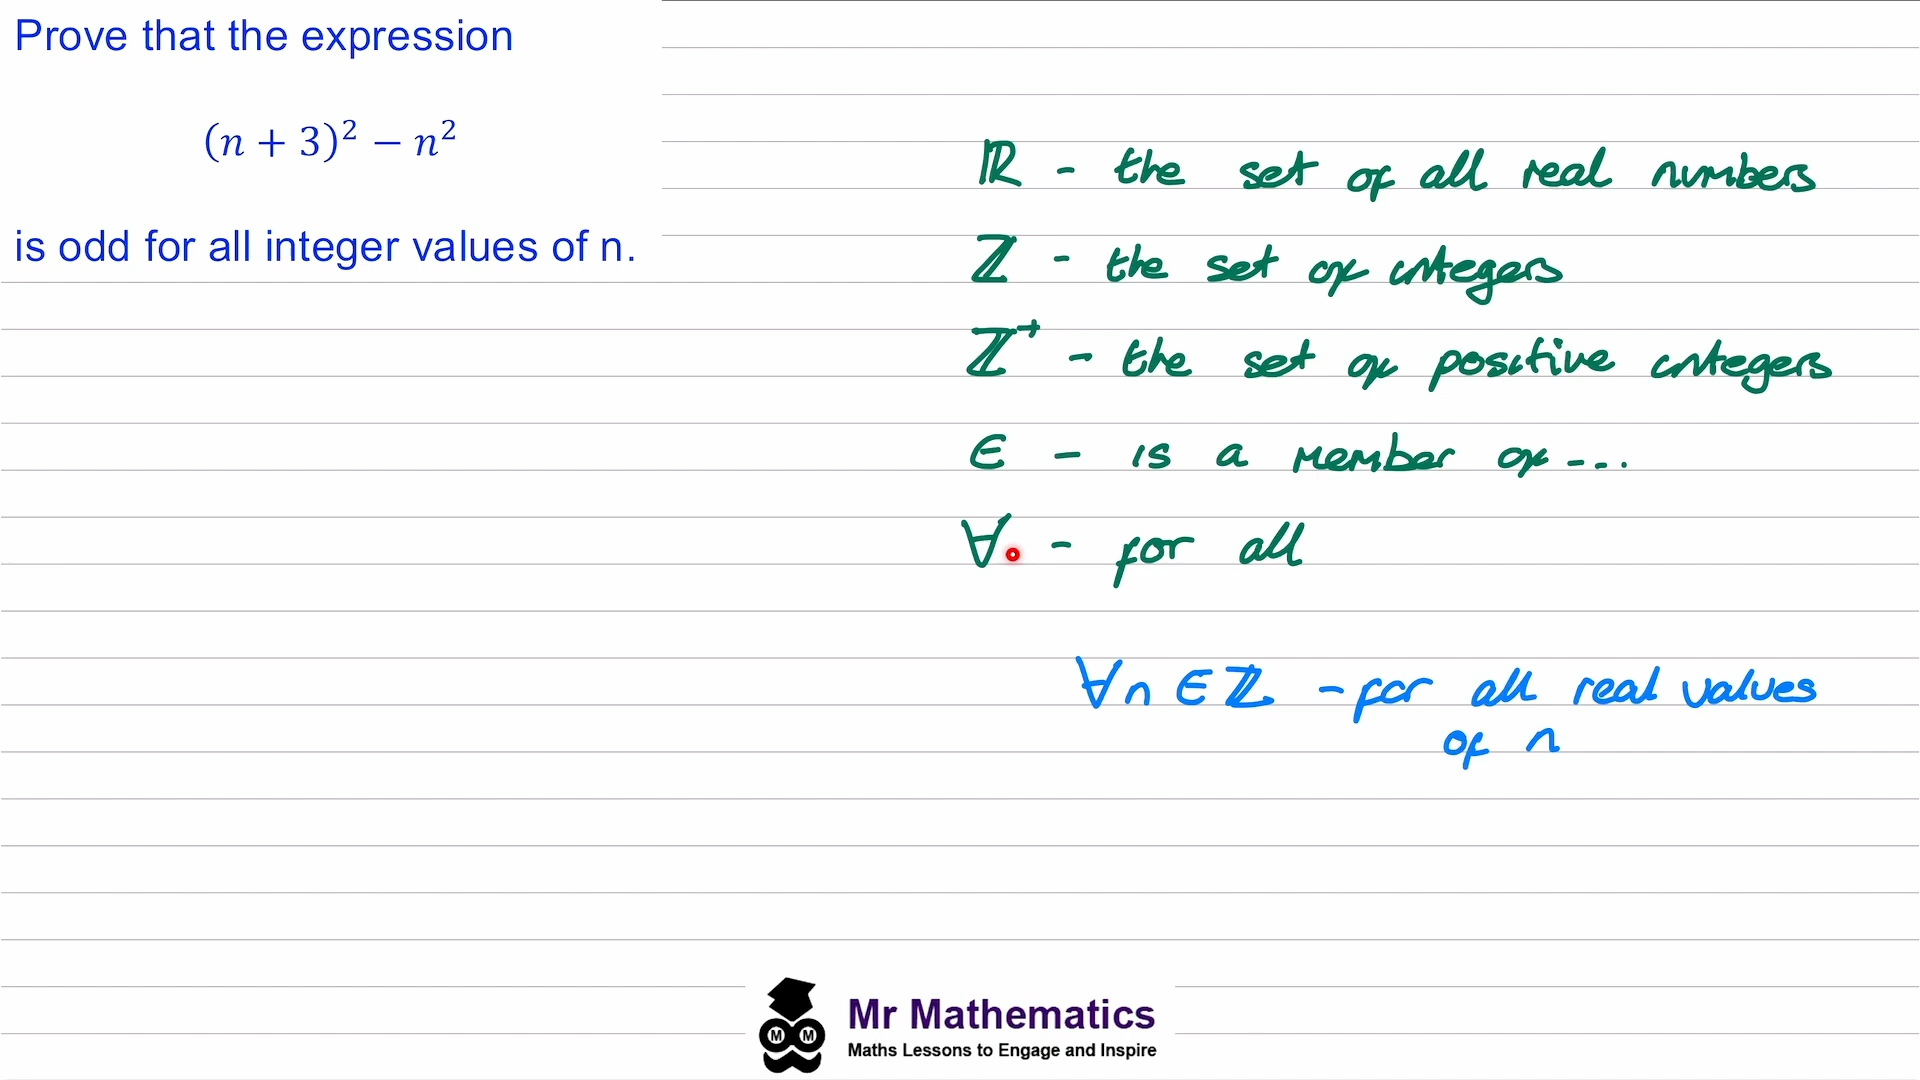 Prove that the expression
(n + 3)² − n²
is odd for all integer values of n.
ℝ - the set of all real numbers
ℤ - the set of integers
ℤ⁺ - the set of positive integers
∈ - is a member of ---.
∀ - for all
∀n ∈ ℤ - for all real values
of n
M M
Mr Mathematics
Maths Lessons to Engage and Inspire